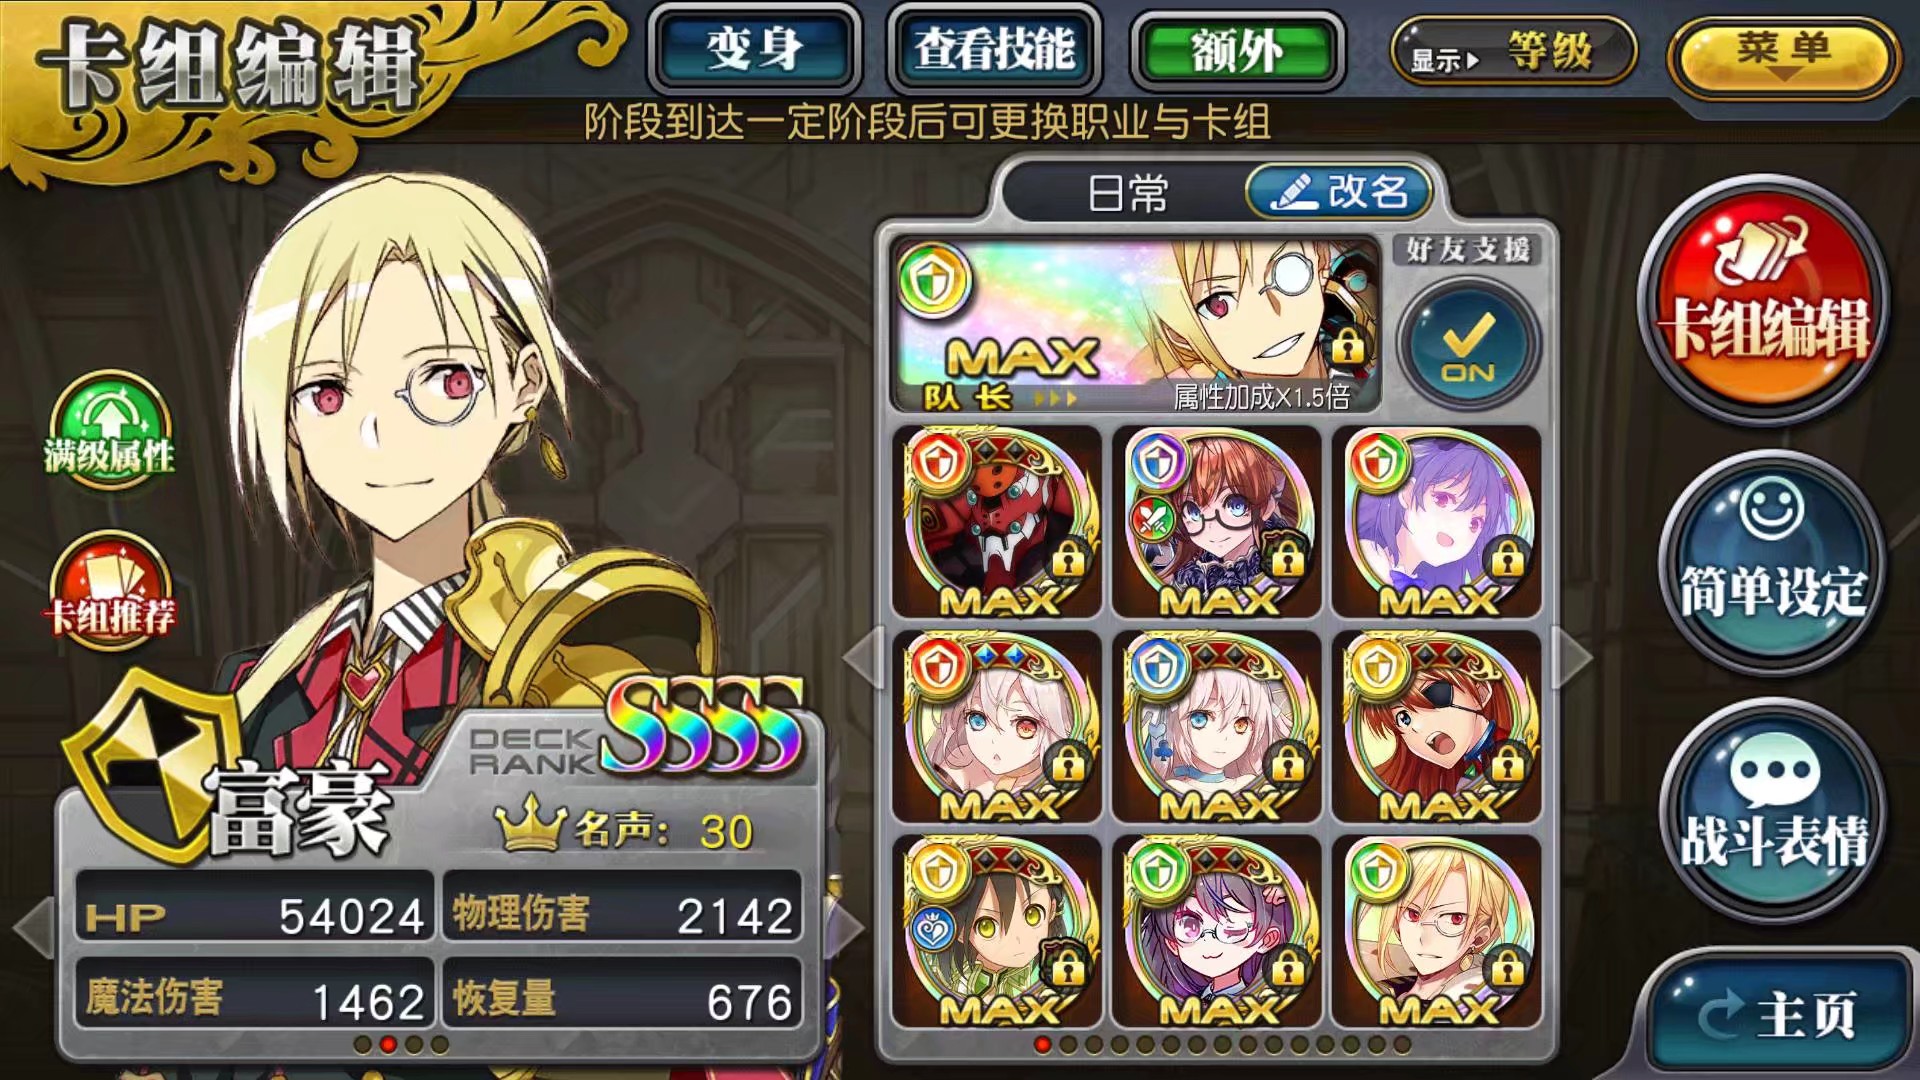 卡组编辑
变身
查看技能
额外
显示 等级
菜单
阶段到达一定阶段后可更换职业与卡组
日常
改名
好友支援
MAX
队长
属性加成X1.5倍
ON
卡组编辑
满级属性
卡组推荐
MAX MAX MAX
简单设定
MAX MAX MAX
DECK RANK SSSS
富豪
名声: 30
战斗表情
HP 54024
物理伤害 2142
魔法伤害 1462
恢复量 676
MAX MAX MAX
主页